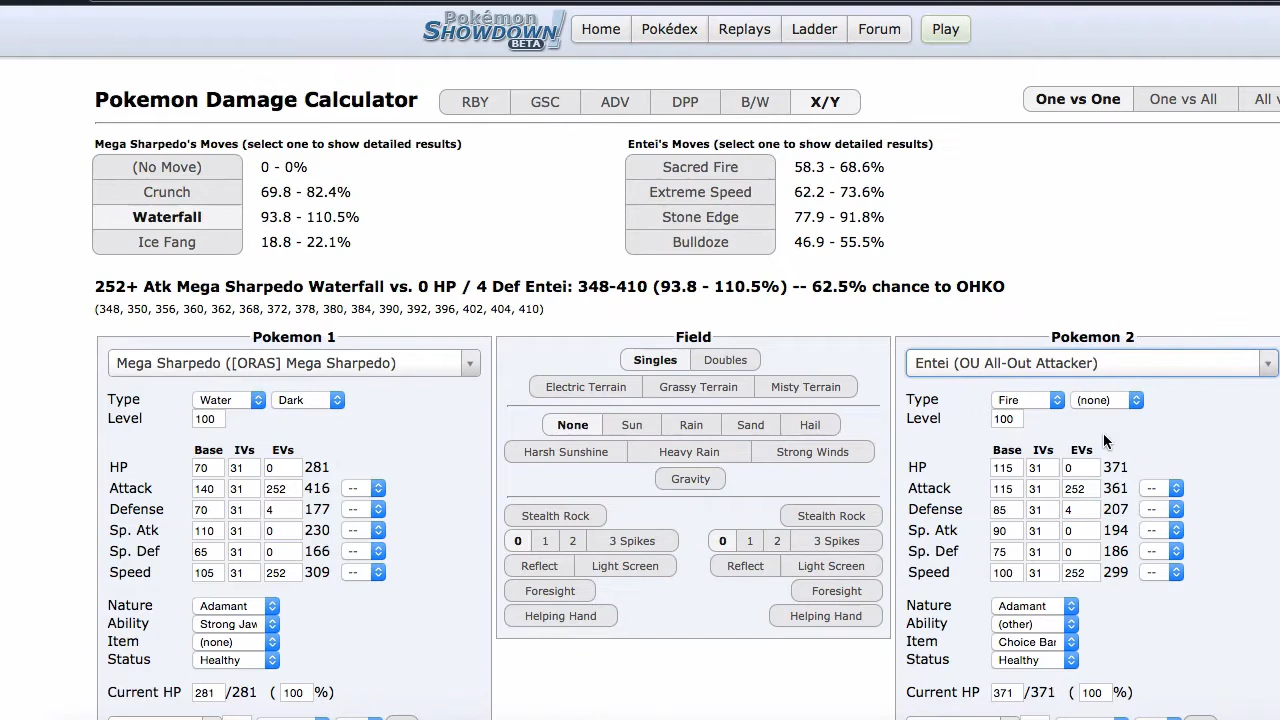 Pokémon
SHOWDOWN!
BETA
Home Pokédex Replays Ladder Forum Play
Pokemon Damage Calculator RBY GSC ADV DPP B/W X/Y One vs One One vs All All v
Mega Sharpedo's Moves (select one to show detailed results) Entei's Moves (select one to show detailed results)
(No Move) 0 - 0% Sacred Fire 58.3 - 68.6%
Crunch 69.8 - 82.4% Extreme Speed 62.2 - 73.6%
Waterfall 93.8 - 110.5% Stone Edge 77.9 - 91.8%
Ice Fang 18.8 - 22.1% Bulldoze 46.9 - 55.5%
252+ Atk Mega Sharpedo Waterfall vs. 0 HP / 4 Def Entei: 348-410 (93.8 - 110.5%) -- 62.5% chance to OHKO
(348, 350, 356, 360, 362, 368, 372, 378, 380, 384, 390, 392, 396, 402, 404, 410)
Pokemon 1
Mega Sharpedo ([ORAS] Mega Sharpedo)
Type Water Dark
Level 100
Base IVs EVs
HP 70 31 0 281
Attack 140 31 252 416 --
Defense 70 31 4 177 --
Sp. Atk 110 31 0 230 --
Sp. Def 65 31 0 166 --
Speed 105 31 252 309 --
Nature Adamant
Ability Strong Jaw
Item (none)
Status Healthy
Current HP 281 /281 ( 100 %)
Field
Singles Doubles
Electric Terrain Grassy Terrain Misty Terrain
None Sun Rain Sand Hail
Harsh Sunshine Heavy Rain Strong Winds
Gravity
Stealth Rock Stealth Rock
0 1 2 3 Spikes 0 1 2 3 Spikes
Reflect Light Screen Reflect Light Screen
Foresight Foresight
Helping Hand Helping Hand
Pokemon 2
Entei (OU All-Out Attacker)
Type Fire (none)
Level 100
Base IVs EVs
HP 115 31 0 371
Attack 115 31 252 361 --
Defense 85 31 4 207 --
Sp. Atk 90 31 0 194 --
Sp. Def 75 31 0 186 --
Speed 100 31 252 299 --
Nature Adamant
Ability (other)
Item Choice Ban
Status Healthy
Current HP 371 /371 ( 100 %)